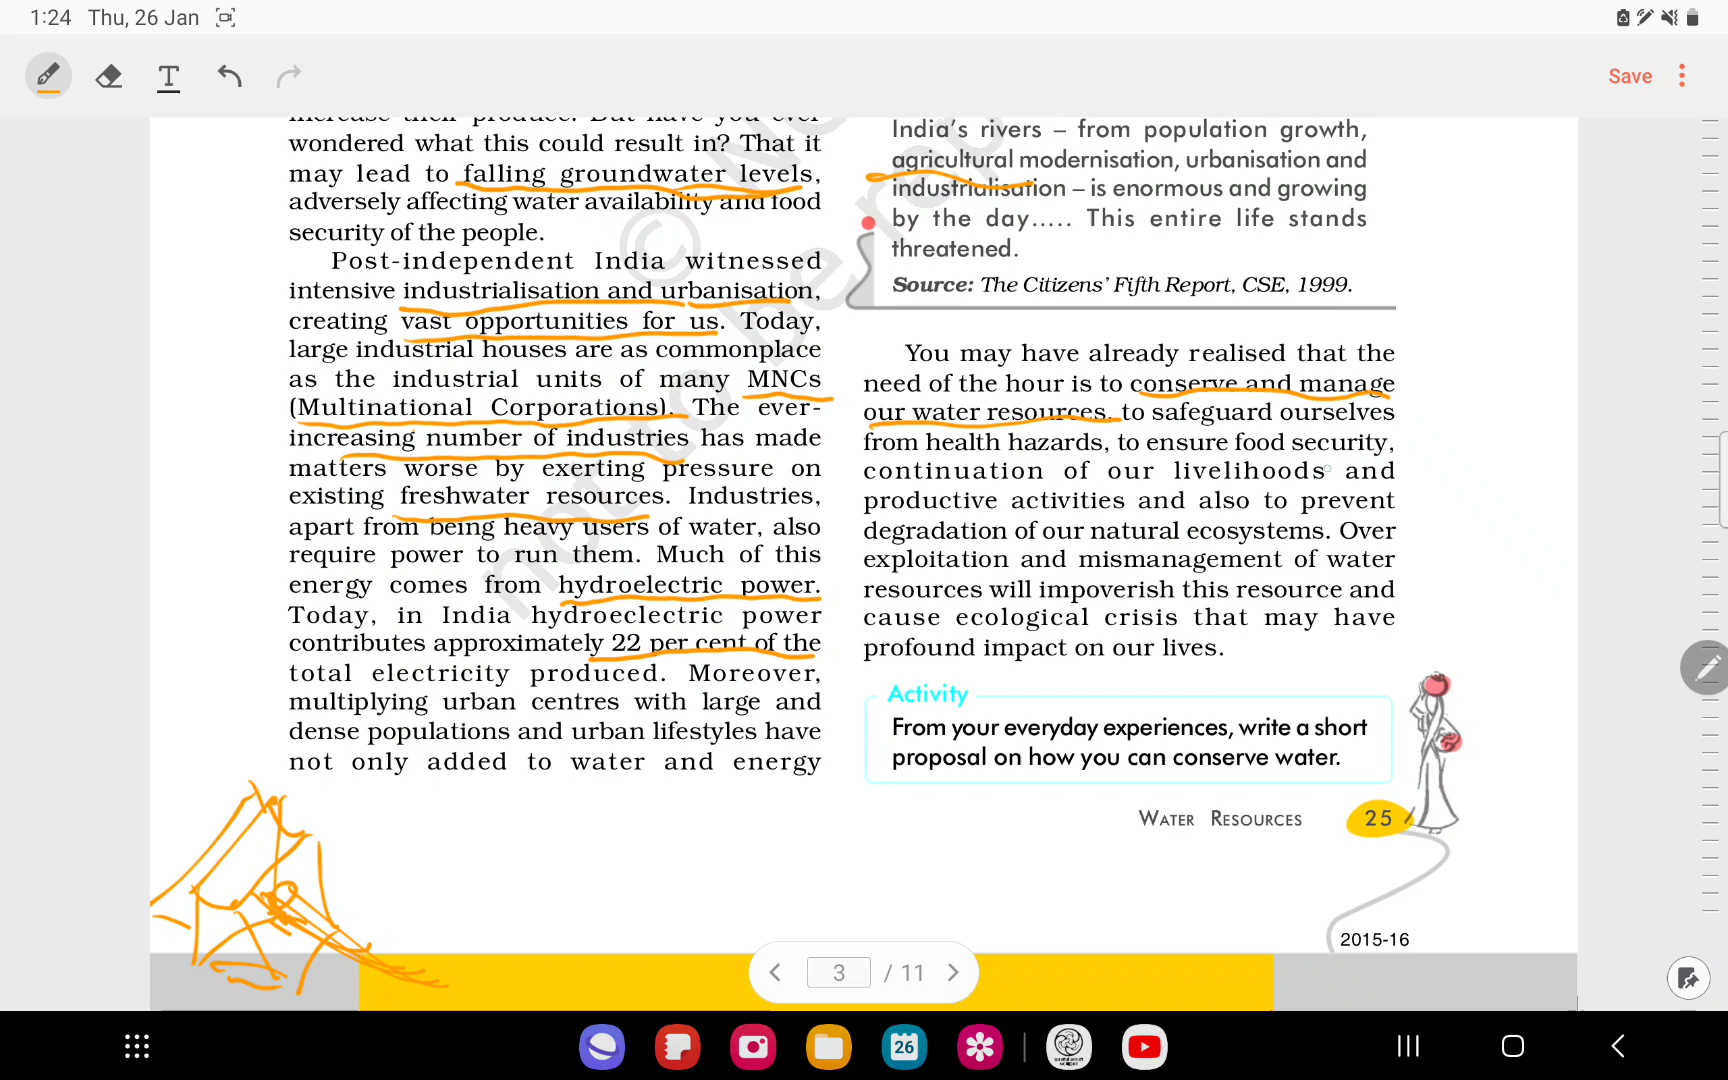 1:24 Thu, 26 Jan
Save
increase their produce. But have you ever
wondered what this could result in? That it
may lead to falling groundwater levels,
adversely affecting water availability and food
security of the people.
Post-independent India witnessed
intensive industrialisation and urbanisation,
creating vast opportunities for us. Today,
large industrial houses are as commonplace
as the industrial units of many MNCs
(Multinational Corporations). The ever-
increasing number of industries has made
matters worse by exerting pressure on
existing freshwater resources. Industries,
apart from being heavy users of water, also
require power to run them. Much of this
energy comes from hydroelectric power.
Today, in India hydroeclectric power
contributes approximately 22 per cent of the
total electricity produced. Moreover,
multiplying urban centres with large and
dense populations and urban lifestyles have
not only added to water and energy
India's rivers – from population growth,
agricultural modernisation, urbanisation and
industrialisation – is enormous and growing
by the day..... This entire life stands
threatened.
Source: The Citizens' Fifth Report, CSE, 1999.
You may have already realised that the
need of the hour is to conserve and manage
our water resources, to safeguard ourselves
from health hazards, to ensure food security,
continuation of our livelihoods and
productive activities and also to prevent
degradation of our natural ecosystems. Over
exploitation and mismanagement of water
resources will impoverish this resource and
cause ecological crisis that may have
profound impact on our lives.
Activity
From your everyday experiences, write a short
proposal on how you can conserve water.
WATER RESOURCES 25
2015-16
3 / 11
26
not to be